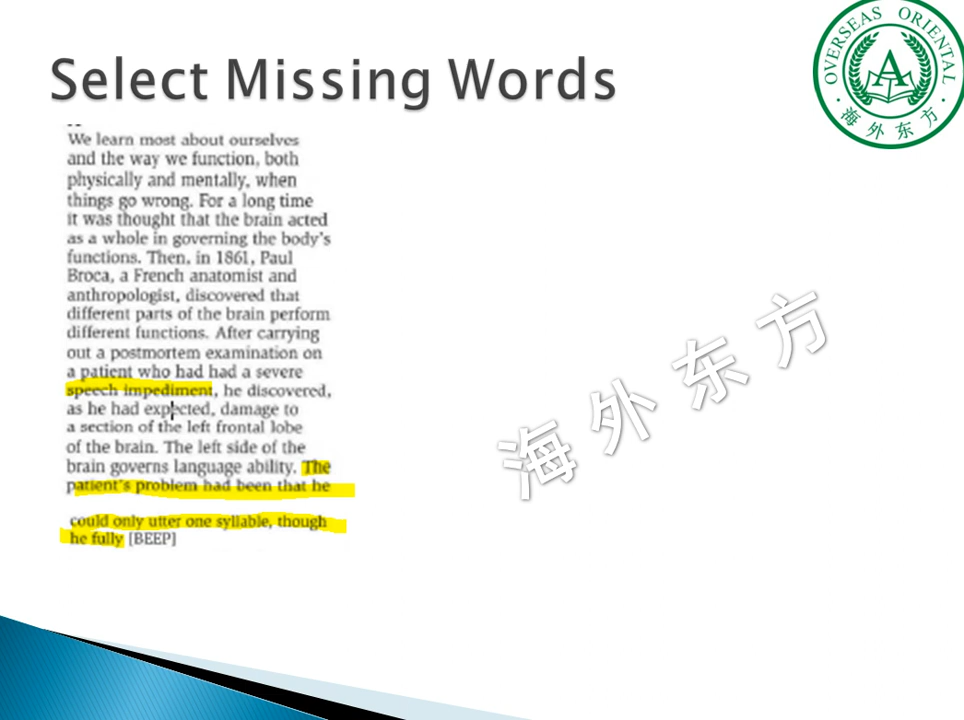 Select Missing Words
OVERSEAS ORIENTAL
A
海外东方
We learn most about ourselves
and the way we function, both
physically and mentally, when
things go wrong. For a long time
it was thought that the brain acted
as a whole in governing the body's
functions. Then, in 1861, Paul
Broca, a French anatomist and
anthropologist, discovered that
different parts of the brain perform
different functions. After carrying
out a postmortem examination on
a patient who had had a severe
speech impediment, he discovered,
as he had expected, damage to
a section of the left frontal lobe
of the brain. The left side of the
brain governs language ability. The
patient's problem had been that he
could only utter one syllable, though
he fully [BEEP]
海外东方